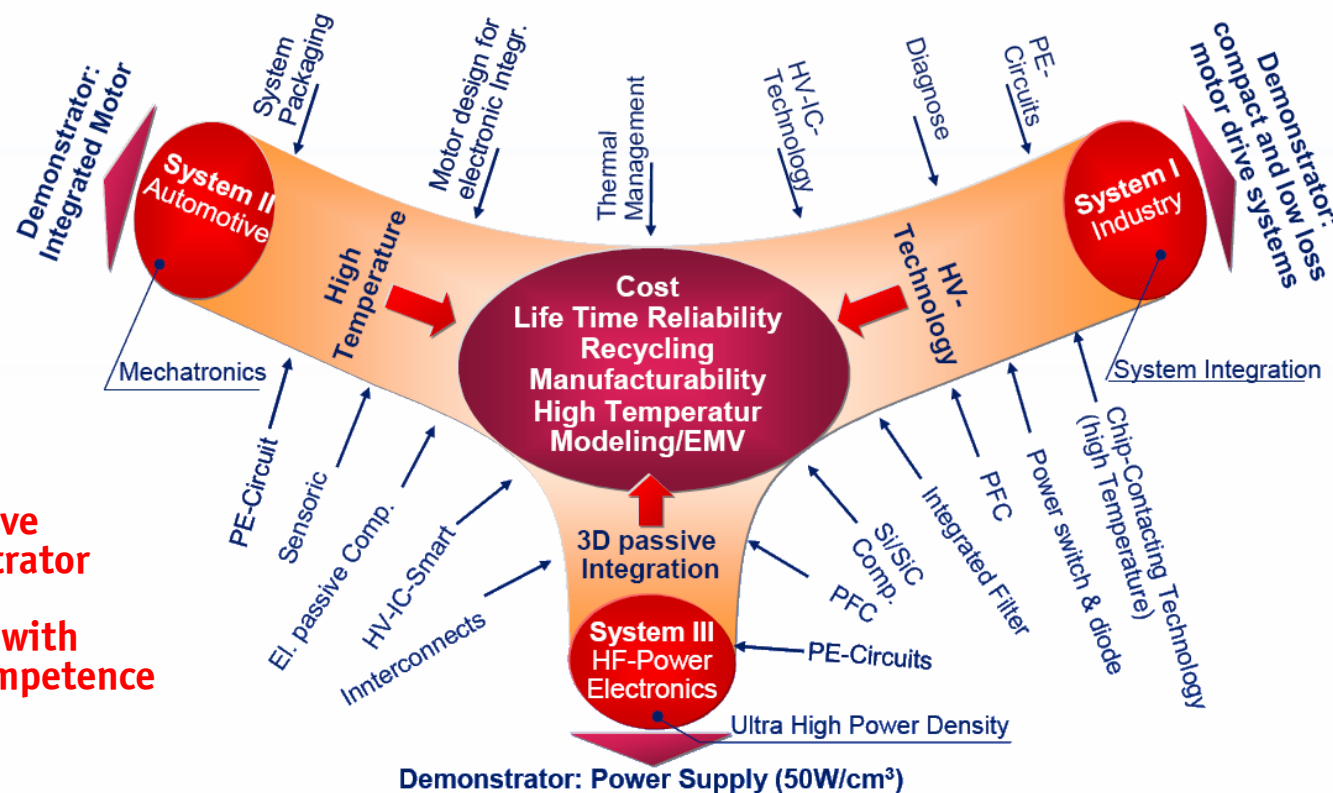 Demonstrator:
Integrated Motor
System
Packaging
Motor design for
electronic Integr.
Thermal
Management
HV-IC-
Technology
Diagnose
PE-
Circuits
Demonstrator:
compact and low loss
motor drive systems
System II
Automotive
System I
Industry
High
Temperature
HV-
Technology
Cost
Life Time Reliability
Recycling
Manufacturability
High Temperatur
Modeling/EMV
Mechatronics
System Integration
PE-Circuit
Sensoric
El. passive Comp.
HV-IC-Smart
Innterconnects
3D passive
Integration
Si/SiC
Comp.
PFC
Integrated Filter
PFC
Power switch & diode
Chip-Contacting Technology
(high Temperature)
ve
trator
with
mpetence
System III
HF-Power
Electronics
PE-Circuits
Ultra High Power Density
Demonstrator: Power Supply (50W/cm³)